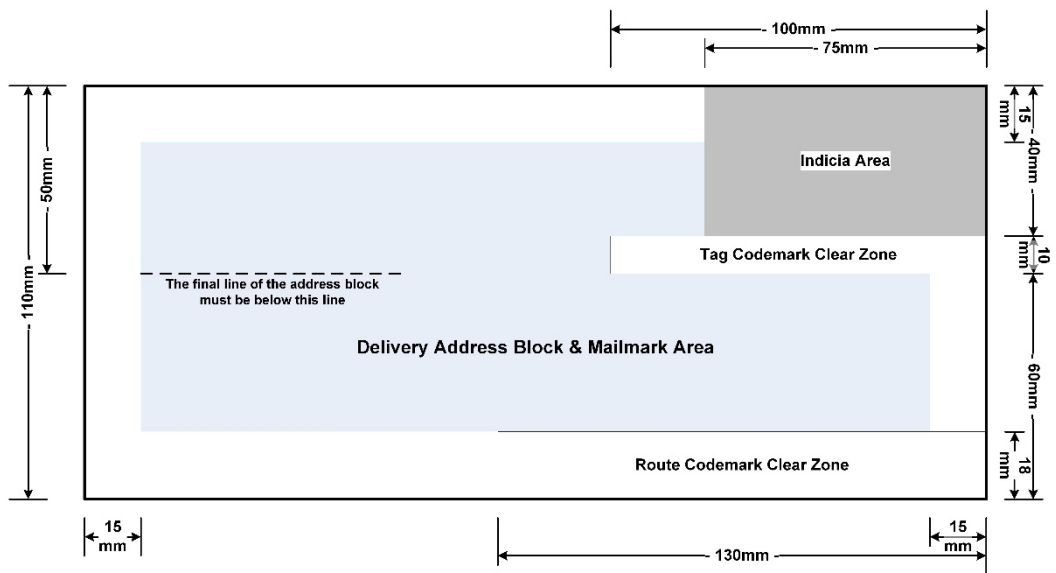 100mm
75mm
15
mm
40mm
50mm
Indicia Area
110mm
Tag Codemark Clear Zone
10
mm
The final line of the address block
must be below this line
Delivery Address Block & Mailmark Area
60mm
Route Codemark Clear Zone
18
mm
15
mm
15
mm
130mm